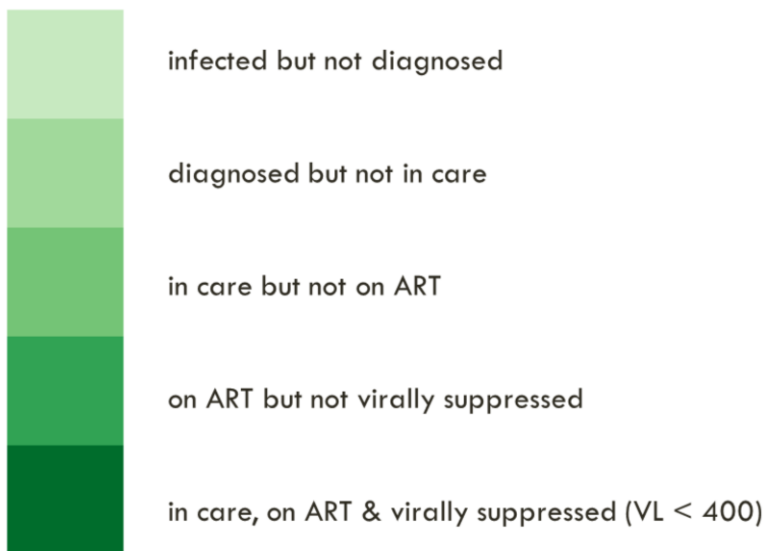 infected but not diagnosed
diagnosed but not in care
in care but not on ART
on ART but not virally suppressed
in care, on ART & virally suppressed (VL < 400)